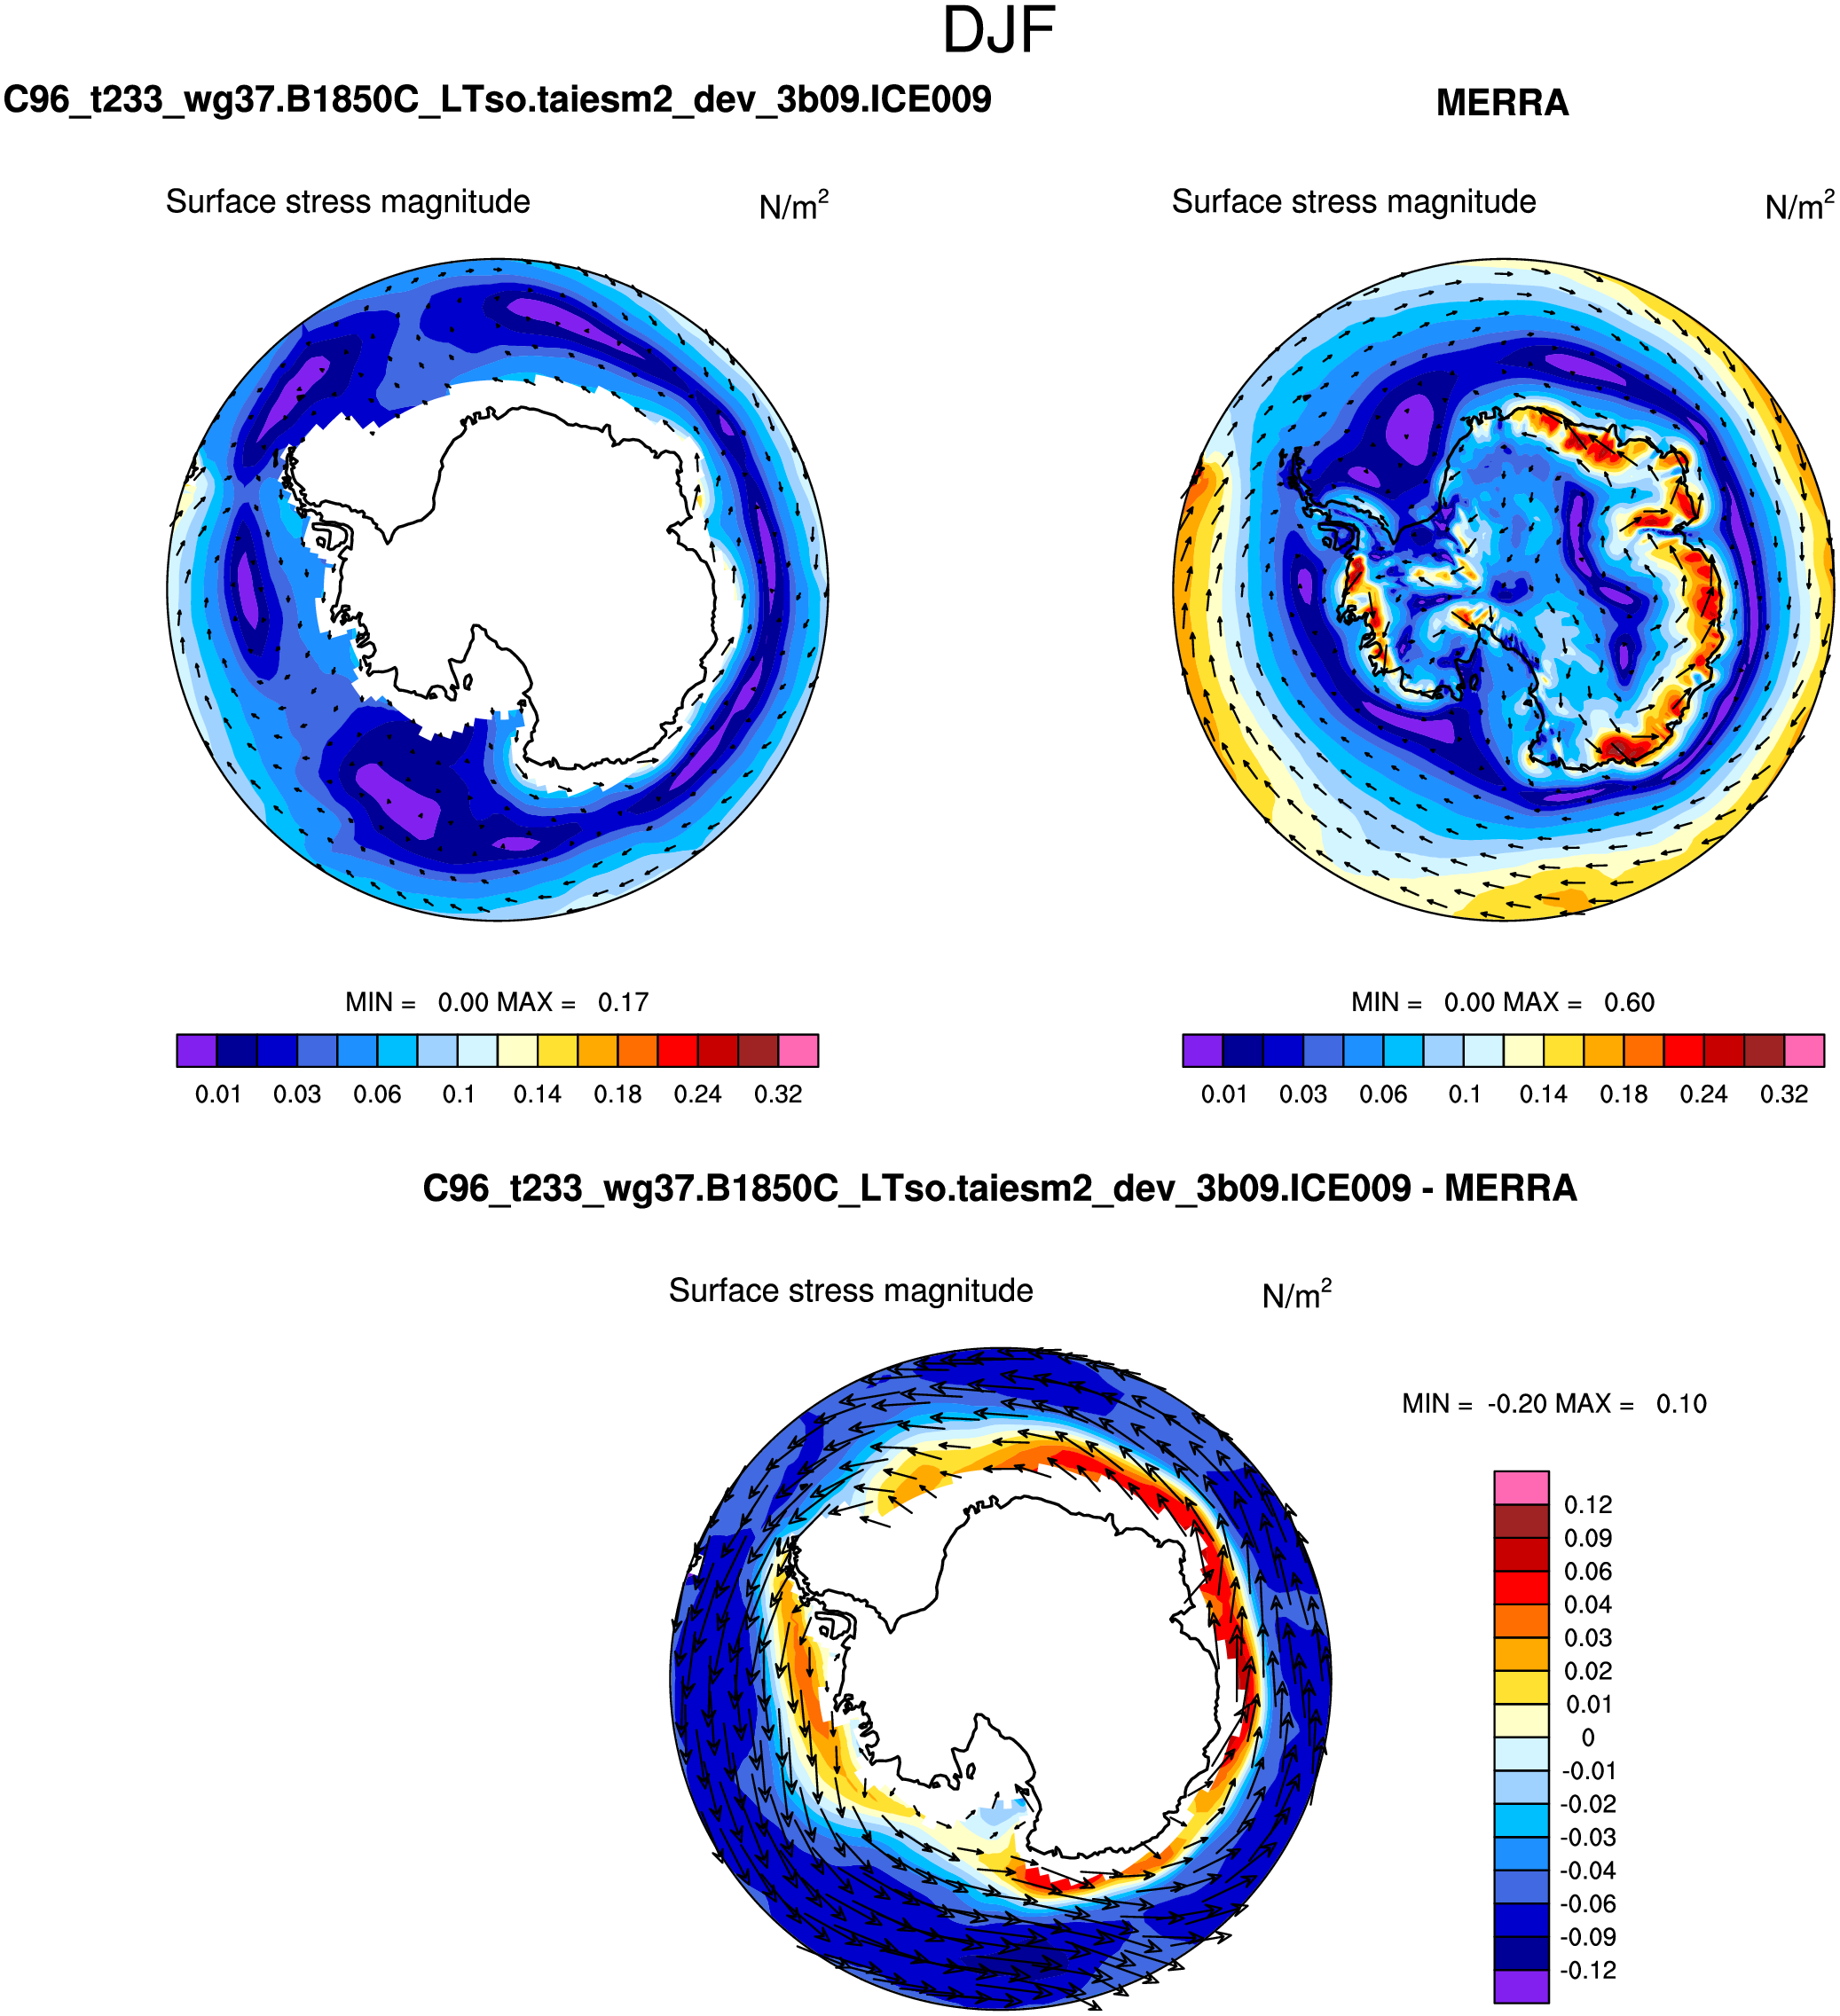 DJF
C96_t233_wg37.B1850C_LTso.taiesm2_dev_3b09.ICE009
MERRA
Surface stress magnitude N/m2
Surface stress magnitude N/m2
MIN = 0.00 MAX = 0.17
0.01 0.03 0.06 0.1 0.14 0.18 0.24 0.32
MIN = 0.00 MAX = 0.60
0.01 0.03 0.06 0.1 0.14 0.18 0.24 0.32
C96_t233_wg37.B1850C_LTso.taiesm2_dev_3b09.ICE009 - MERRA
Surface stress magnitude N/m2
MIN = -0.20 MAX = 0.10
0.12
0.09
0.06
0.04
0.03
0.02
0.01
0
-0.01
-0.02
-0.03
-0.04
-0.06
-0.09
-0.12